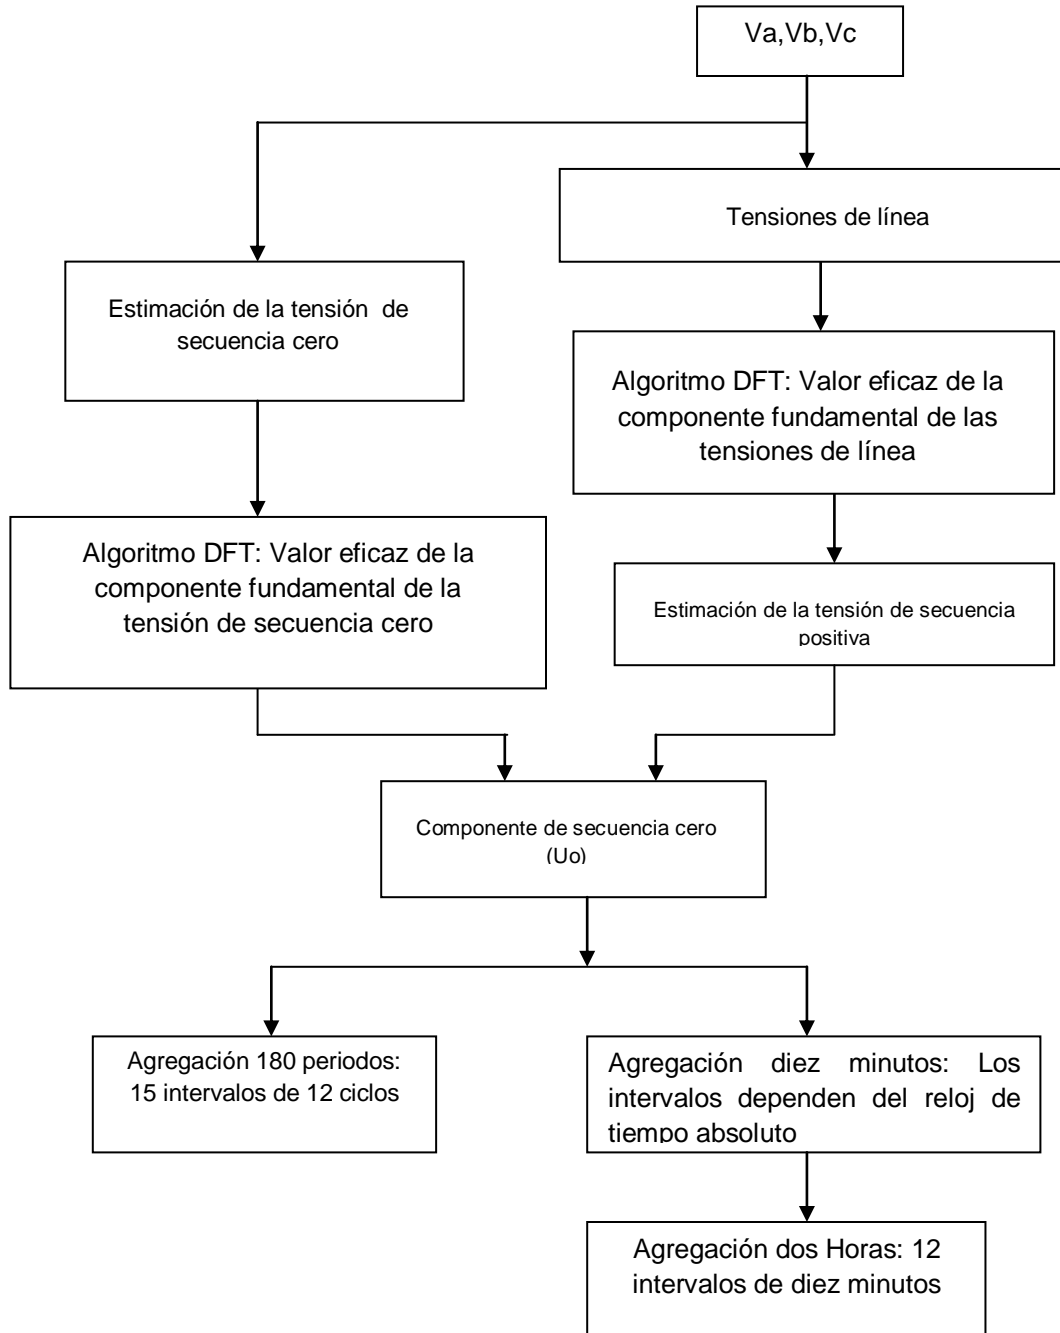 Va,Vb,Vc
Tensiones de línea
Estimación de la tensión de
secuencia cero
Algoritmo DFT: Valor eficaz de la
componente fundamental de las
tensiones de línea
Algoritmo DFT: Valor eficaz de la
componente fundamental de la
tensión de secuencia cero
Estimación de la tensión de secuencia
positiva
Componente de secuencia cero
(Uo)
Agregación 180 periodos:
15 intervalos de 12 ciclos
Agregación diez minutos: Los
intervalos dependen del reloj de
tiempo absoluto
Agregación dos Horas: 12
intervalos de diez minutos